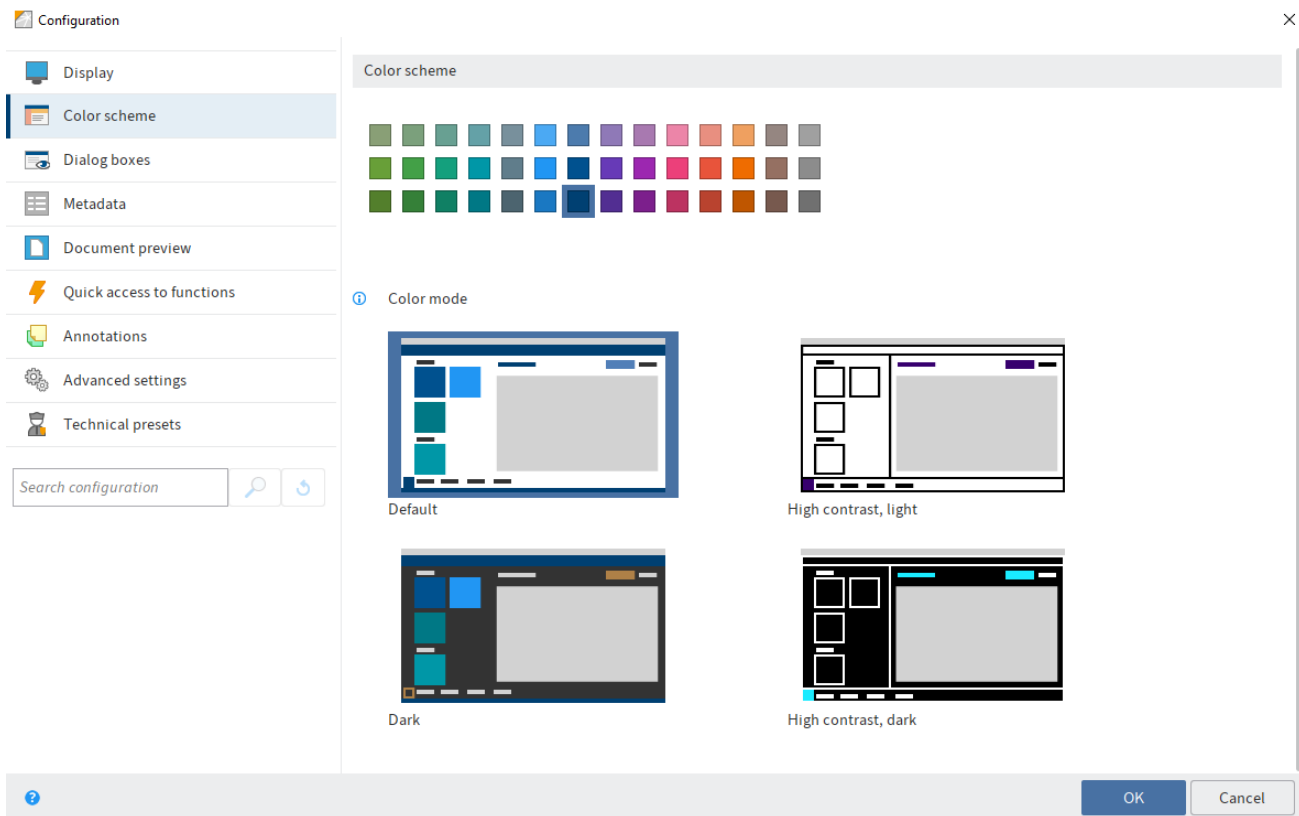 Configuration
Display
Color scheme
Dialog boxes
Metadata
Document preview
Quick access to functions
Annotations
Advanced settings
Technical presets
Search configuration
Color scheme
Color mode
Default
High contrast, light
Dark
High contrast, dark
OK
Cancel